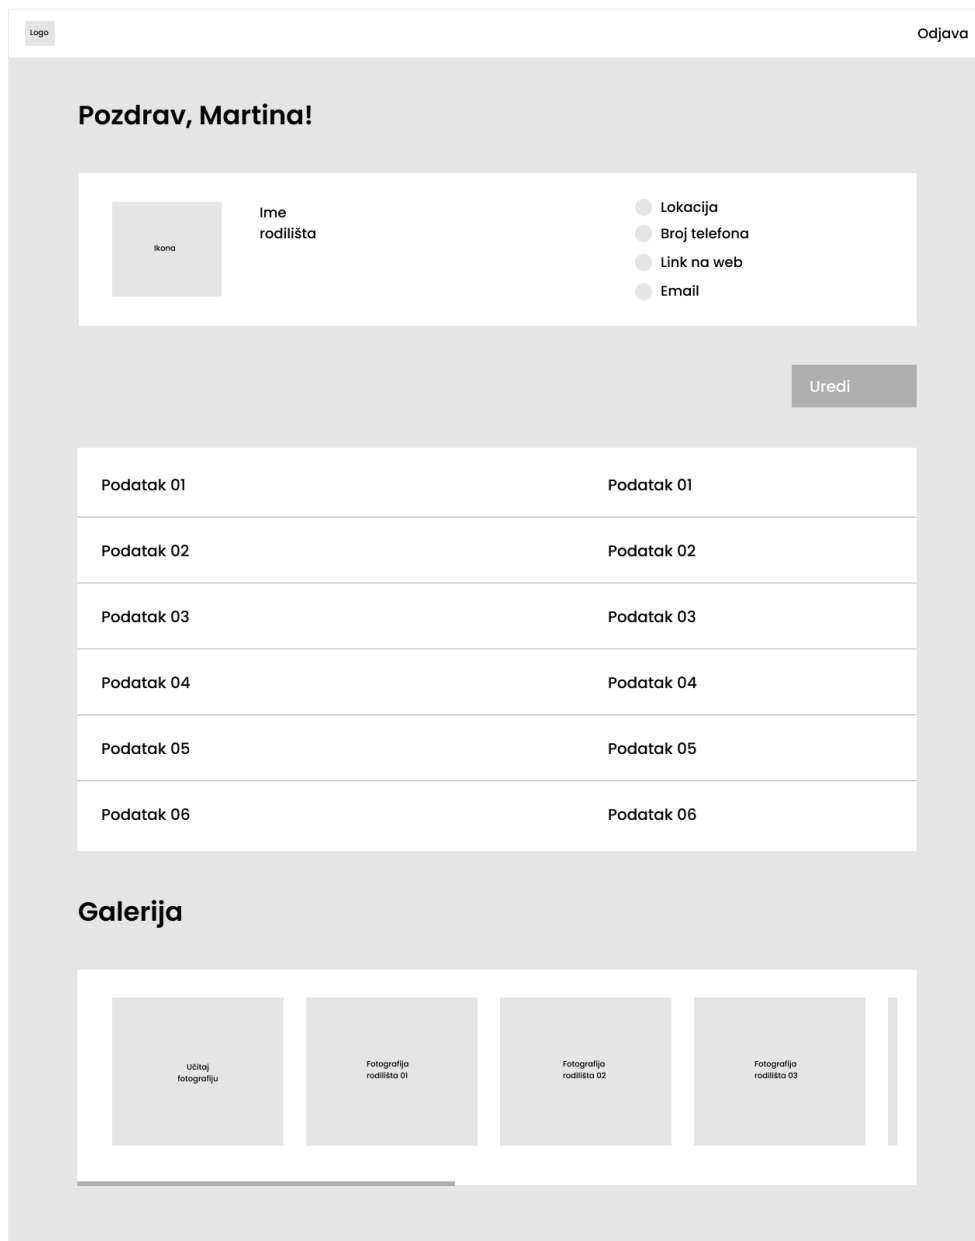 Logo
Odjava
Pozdrav, Martina!
Ikona
Ime
rodilišta
Lokacija
Broj telefona
Link na web
Email
Uredi
Podatak 01
Podatak 01
Podatak 02
Podatak 02
Podatak 03
Podatak 03
Podatak 04
Podatak 04
Podatak 05
Podatak 05
Podatak 06
Podatak 06
Galerija
Učitaj
fotografiju
Fotografija
rodilišta 01
Fotografija
rodilišta 02
Fotografija
rodilišta 03